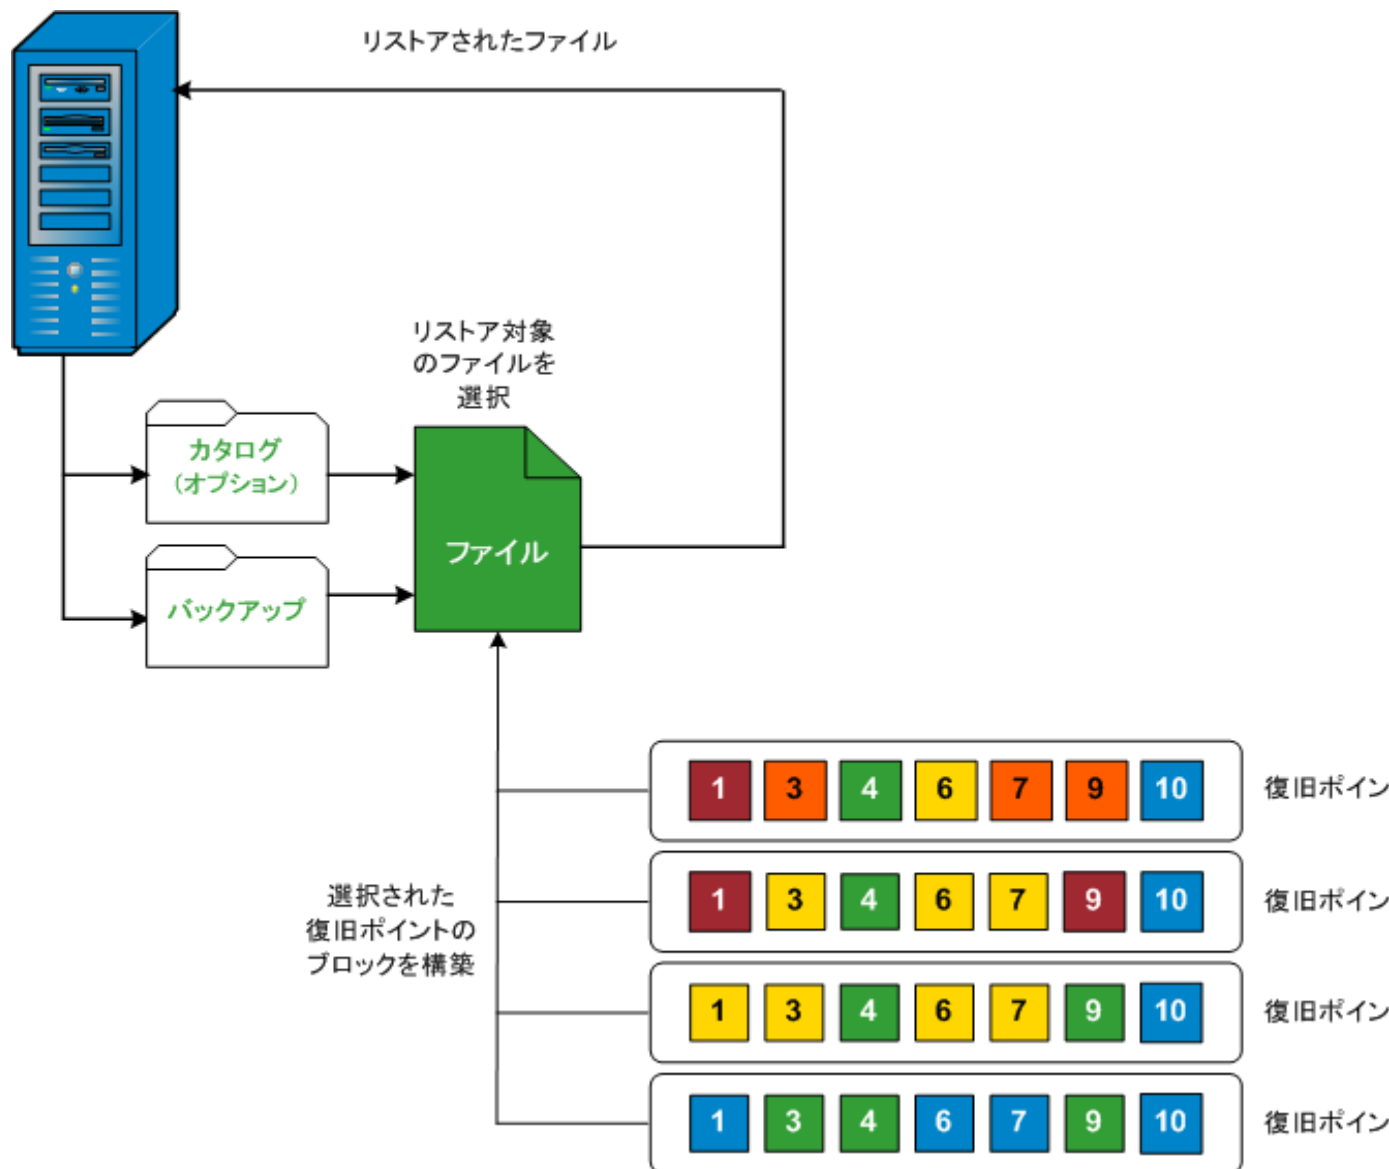 リストアされたファイル
リストア対象
のファイルを
選択
カタログ
(オプション)
ファイル
バックアップ
1 3 4 6 7 9 10 復旧ポイン
1 3 4 6 7 9 10 復旧ポイン
選択された
復旧ポイントの
ブロックを構築
1 3 4 6 7 9 10 復旧ポイン
1 3 4 6 7 9 10 復旧ポイン